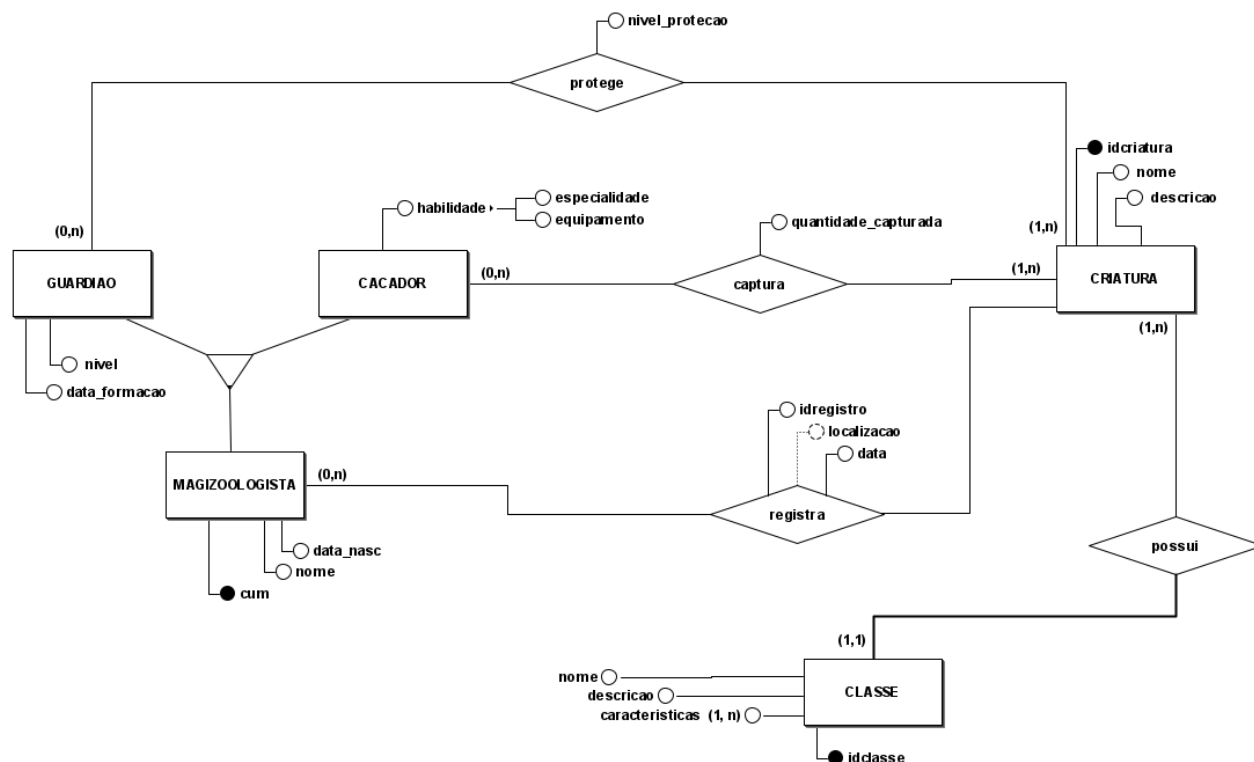 nivel_protecao
protege
idcriatura
nome
descricao
habilidade
especialidade
equipamento
quantidade_capturada
(0,n)
(1,n)
GUARDIAO
CACADOR
(0,n)
captura
(1,n)
CRIATURA
(1,n)
nivel
data_formacao
idregistro
localizacao
data
MAGIZOOLOGISTA
(0,n)
registra
data_nasc
nome
cum
possui
(1,1)
nome
descricao
caracteristicas (1, n)
CLASSE
idclasse